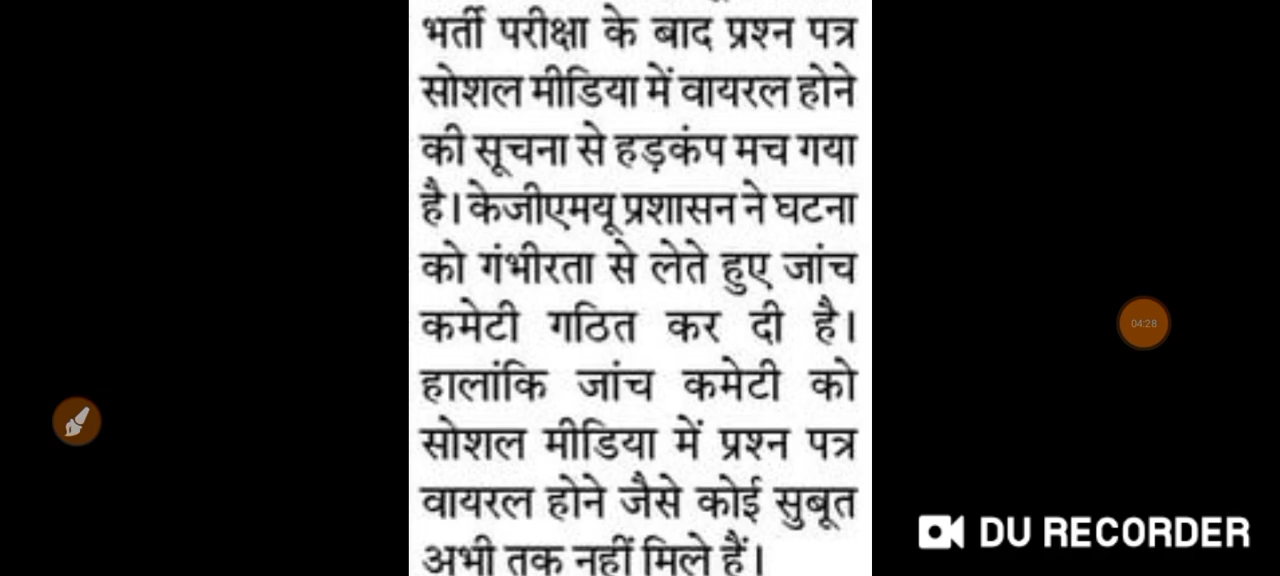 भर्ती परीक्षा के बाद प्रश्न पत्र
सोशल मीडिया में वायरल होने
की सूचना से हड़कंप मच गया
है। केजीएमयू प्रशासन ने घटना
को गंभीरता से लेते हुए जांच
कमेटी गठित कर दी है।
हालांकि जांच कमेटी को
सोशल मीडिया में प्रश्न पत्र
वायरल होने जैसे कोई सुबूत
अभी तक नहीं मिले हैं।
04:28
DU RECORDER